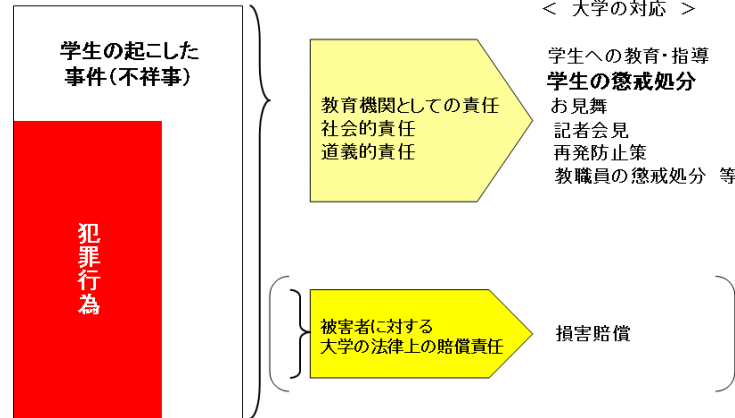 ＜ 大学の対応 ＞
学生の起こした
事件（不祥事）
犯罪行為
教育機関としての責任
社会的責任
道義的責任
学生への教育・指導
学生の懲戒処分
お見舞
記者会見
再発防止策
教職員の懲戒処分 等
被害者に対する
大学の法律上の賠償責任
損害賠償